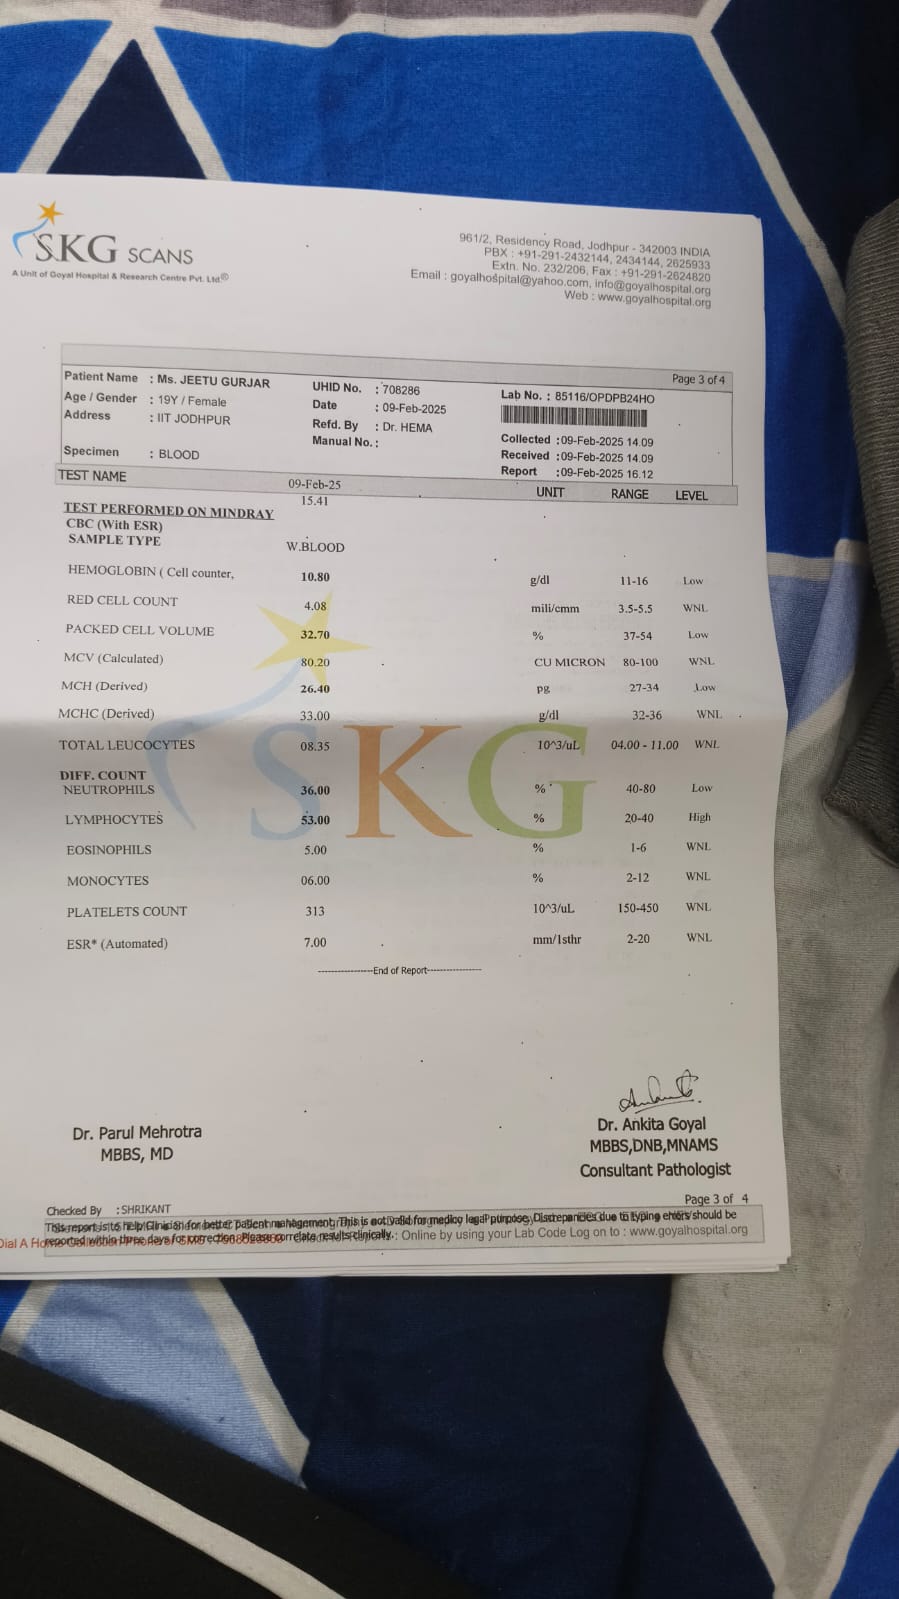 SKG SCANS
A Unit of Goyal Hospital & Research Centre Pvt. Ltd.®
961/2, Residency Road, Jodhpur - 342003 INDIA
PBX : +91-291-2432144, 2434144, 2625933
Extn. No. 232/206, Fax : +91-291-2624820
Email : goyalhospital@yahoo.com, info@goyalhospital.org
Web : www.goyalhospital.org
Page 3 of 4
Patient Name : Ms. JEETU GURJAR UHID No. : 708286 Lab No. : 85116/OPDPB24HO
Age / Gender : 19Y / Female Date : 09-Feb-2025
Address : IIT JODHPUR Refd. By : Dr. HEMA Collected :09-Feb-2025 14.09
Manual No. : Received :09-Feb-2025 14.09
Specimen : BLOOD Report :09-Feb-2025 16.12
TEST NAME 09-Feb-25 UNIT RANGE LEVEL
15.41
TEST PERFORMED ON MINDRAY
CBC (With ESR)
SAMPLE TYPE W.BLOOD
HEMOGLOBIN ( Cell counter, 10.80 g/dl 11-16 Low
RED CELL COUNT 4.08 mili/cmm 3.5-5.5 WNL
PACKED CELL VOLUME 32.70 % 37-54 Low
MCV (Calculated) 80.20 CU MICRON 80-100 WNL
MCH (Derived) 26.40 pg 27-34 Low
MCHC (Derived) 33.00 g/dl 32-36 WNL
TOTAL LEUCOCYTES 08.35 10^3/uL 04.00 - 11.00 WNL
DIFF. COUNT
NEUTROPHILS 36.00 % 40-80 Low
LYMPHOCYTES 53.00 % 20-40 High
EOSINOPHILS 5.00 % 1-6 WNL
MONOCYTES 06.00 % 2-12 WNL
PLATELETS COUNT 313 10^3/uL 150-450 WNL
ESR* (Automated) 7.00 mm/1sthr 2-20 WNL
-----------------End of Report-----------------
SKG
Dr. Parul Mehrotra
MBBS, MD
Dr. Ankita Goyal
MBBS,DNB,MNAMS
Consultant Pathologist
Page 3 of 4
Checked By :SHRIKANT
This report is to help Clinician for better patient management. This is not valid for medico legal purpose. Discrepancies due to typing errors should be
reported within three days for correction. Please correlate results clinically. : Online by using your Lab Code Log on to : www.goyalhospital.org